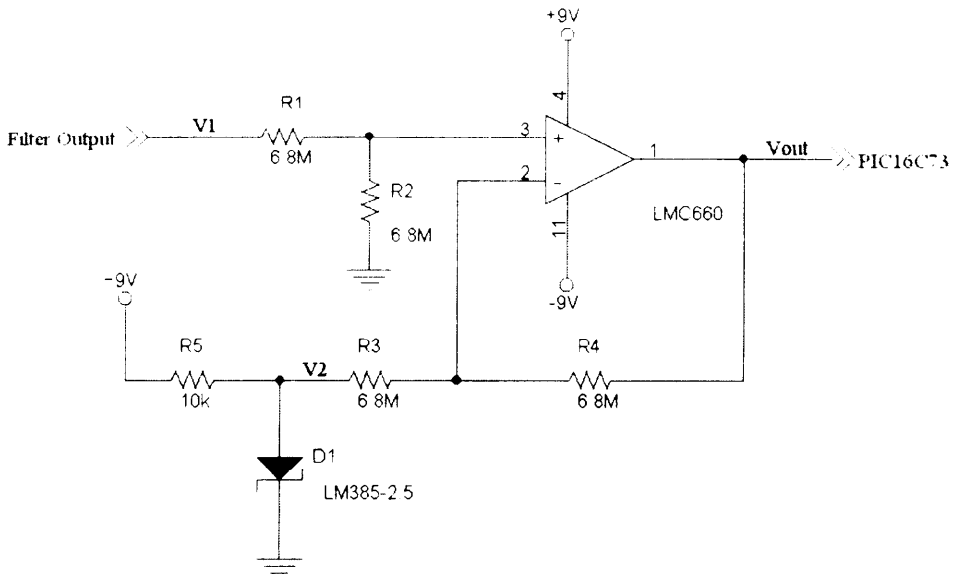 +9V
4
R1
V1
Filter Output
6.8M
3
+
2
-
1
Vout
PIC16C73
LMC660
R2
6.8M
11
-9V
-9V
R5
10k
V2
R3
6.8M
R4
6.8M
D1
LM385-2.5